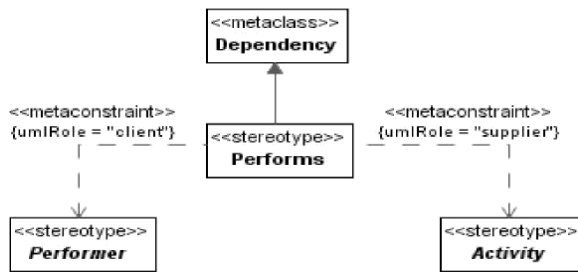 <<metaclass>>
Dependency
<<metaconstraint>>
{umlRole = "client"}
<<metaconstraint>>
{umlRole = "supplier"}
<<stereotype>>
Performs
<<stereotype>>
Performer
<<stereotype>>
Activity